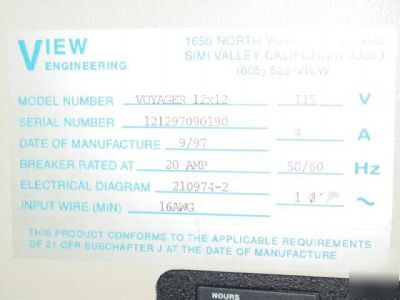 VIEW ENGINEERING
1650 NORTH
SIMI VALLEY, CALIFORNIA 93063
(805) 522-VIEW
MODEL NUMBER VOYAGER 12x12 115 V
SERIAL NUMBER 121297090190 4 A
DATE OF MANUFACTURE 9/97
BREAKER RATED AT 20 AMP 50/60 Hz
ELECTRICAL DIAGRAM 210974-2
INPUT WIRE (MIN) 16AWG 1 Ø ~
THIS PRODUCT CONFORMS TO THE APPLICABLE REQUIREMENTS
OF 21 CFR SUBCHAPTER J AT THE DATE OF MANUFACTURE
HOURS